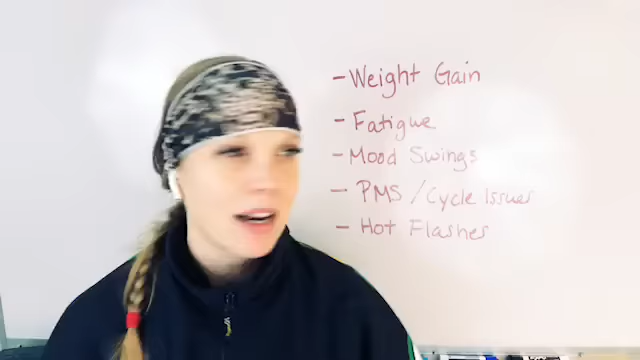 - Weight Gain
- Fatigue
- Mood Swings
- PMS / Cycle Issues
- Hot Flashes